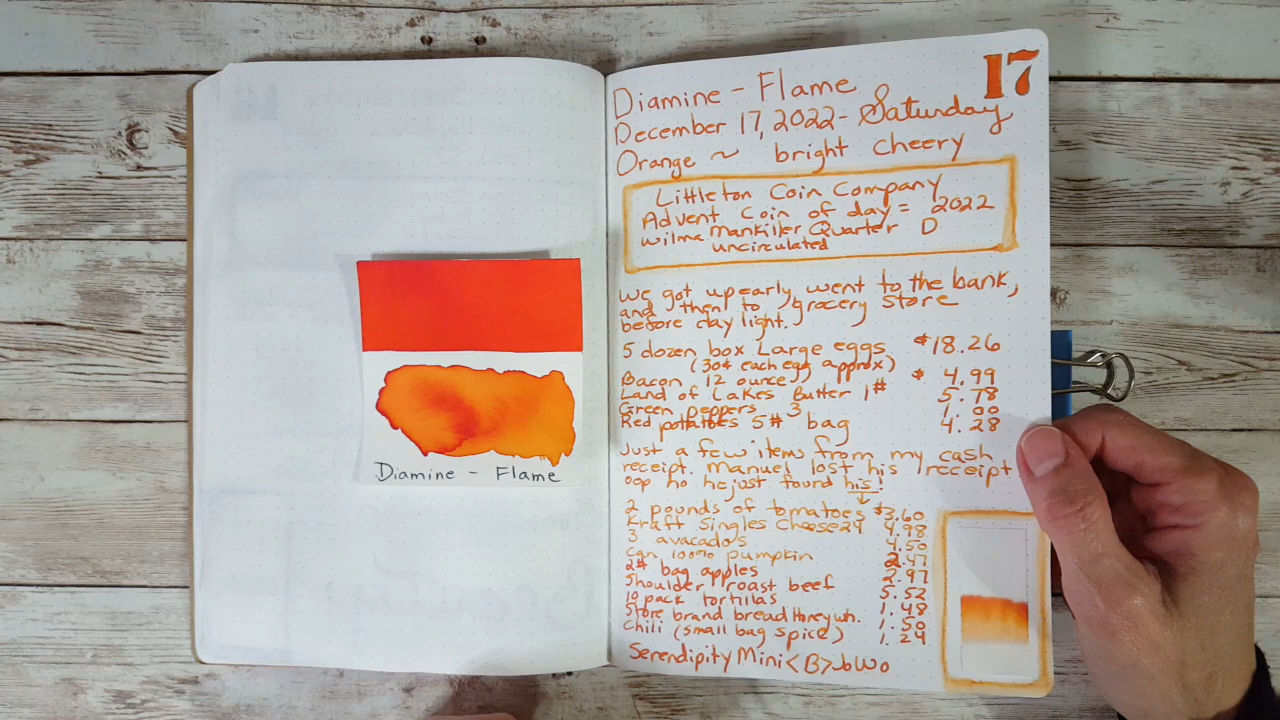 Diamine - Flame
17
Diamine - Flame
December 17, 2022 - Saturday
Orange ~ bright cheery
Littleton Coin Company
Advent Coin of day = 2022
Wilma Mankiller Quarter D
uncirculated
We got up early, went to the bank,
and then to grocery store
before day light.
5 dozen box Large eggs $18.26
(30¢ each egg approx)
Bacon 12 ounce $ 4.99
Land of Lakes Butter 1# 5.78
Green peppers 3 1.00
Red potatoes 5# bag 4.28
Just a few items from my cash
receipt. Manuel lost his receipt
oop ho he just found his!
2 pounds of tomatoes $3.60
Kraft Singles Cheese 24 4.98
3 avacados 4.50
Can 100% pumpkin 2.47
2# bag apples 2.97
Shoulder roast beef 5.52
10 pack tortillas 1.48
Store brand bread Honey wh. 1.50
Chili (small bag spice) 1.24
Serendipity Mini <B> JoWo